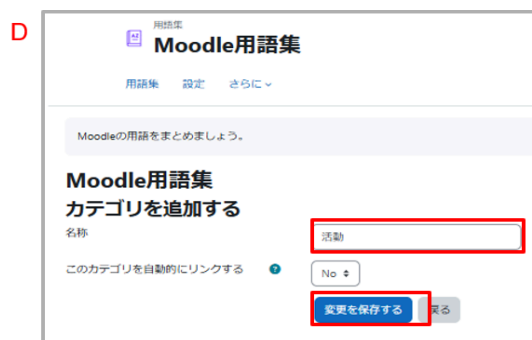 D
用語集
Moodle用語集
用語集 設定 さらに
Moodleの用語をまとめましょう。
Moodle用語集
カテゴリを追加する
名称 活動
このカテゴリを自動的にリンクする ? No
変更を保存する 戻る